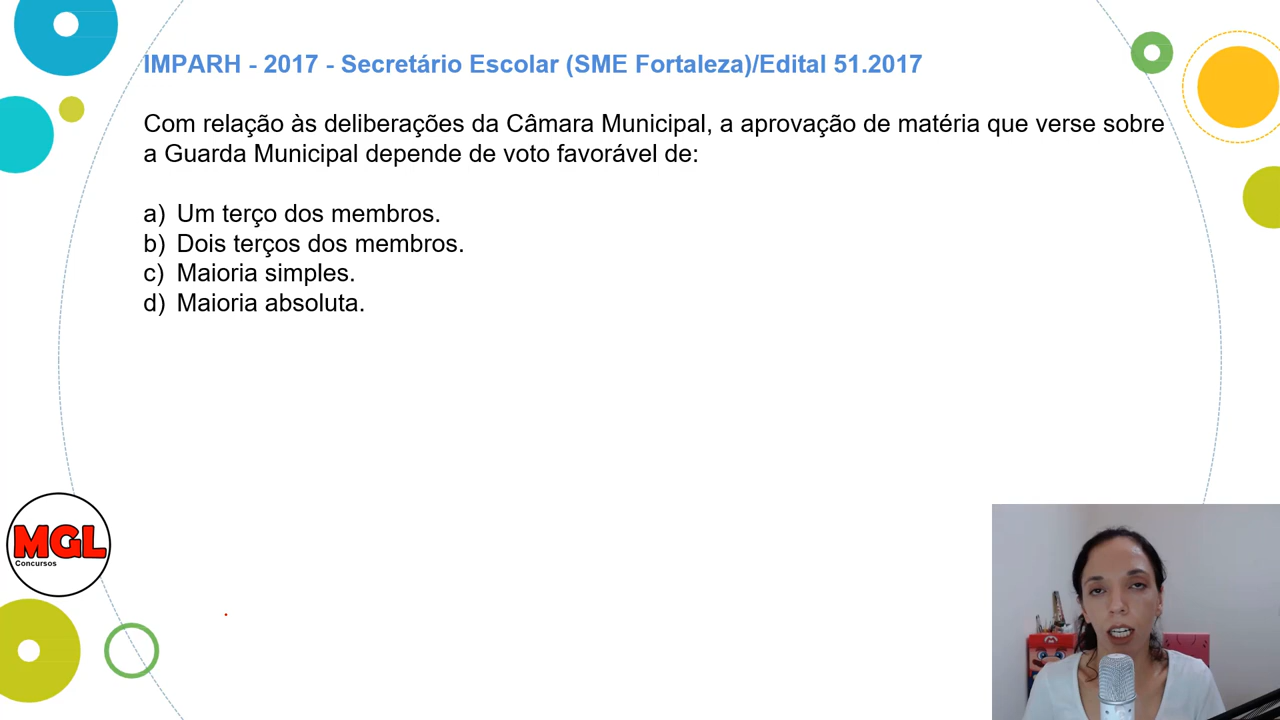 IMPARH - 2017 - Secretário Escolar (SME Fortaleza)/Edital 51.2017
Com relação às deliberações da Câmara Municipal, a aprovação de matéria que verse sobre
a Guarda Municipal depende de voto favorável de:
a) Um terço dos membros.
b) Dois terços dos membros.
c) Maioria simples.
d) Maioria absoluta.
MGL
Concursos